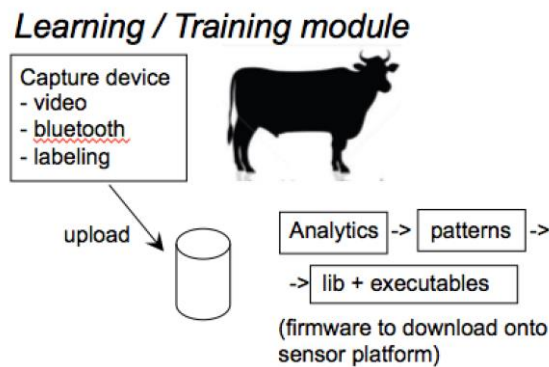 Learning / Training module
Capture device
- video
- bluetooth
- labeling
upload
Analytics -> patterns ->
-> lib + executables
(firmware to download onto
sensor platform)